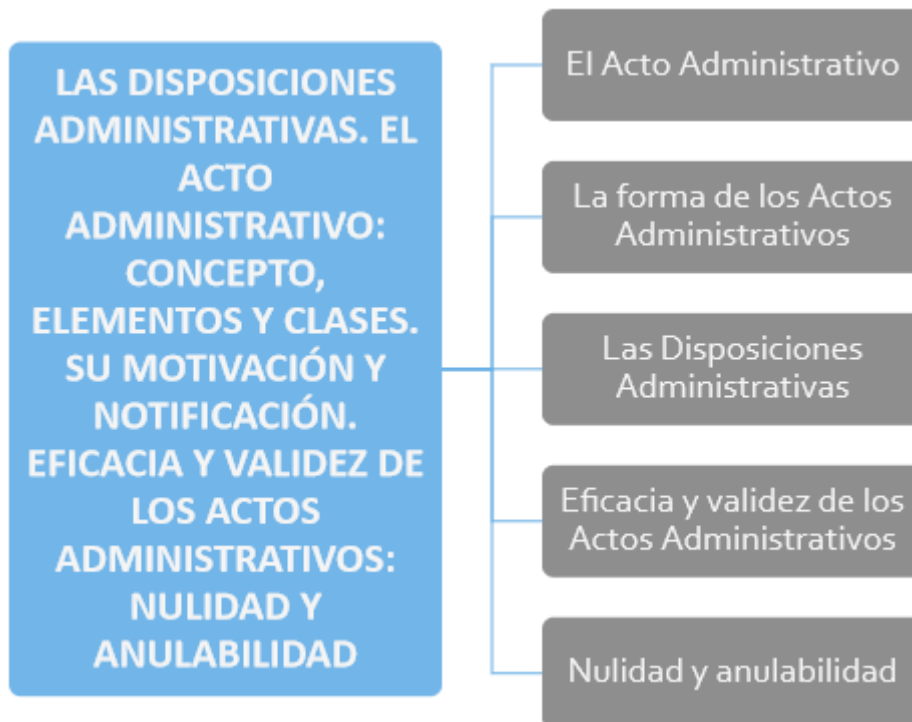 LAS DISPOSICIONES
ADMINISTRATIVAS. EL
ACTO
ADMINISTRATIVO:
CONCEPTO,
ELEMENTOS Y CLASES.
SU MOTIVACIÓN Y
NOTIFICACIÓN.
EFICACIA Y VALIDEZ DE
LOS ACTOS
ADMINISTRATIVOS:
NULIDAD Y
ANULABILIDAD
El Acto Administrativo
La forma de los Actos
Administrativos
Las Disposiciones
Administrativas
Eficacia y validez de los
Actos Administrativos
Nulidad y anulabilidad